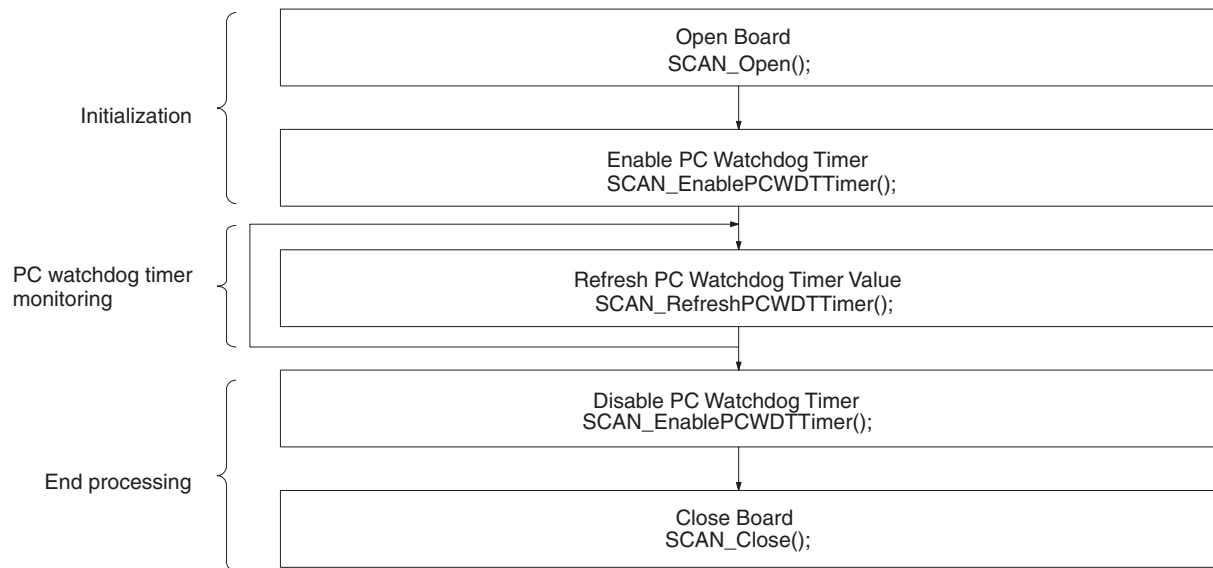 Initialization
Open Board
SCAN_Open();
Enable PC Watchdog Timer
SCAN_EnablePCWDTTimer();
PC watchdog timer
monitoring
Refresh PC Watchdog Timer Value
SCAN_RefreshPCWDTTimer();
End processing
Disable PC Watchdog Timer
SCAN_EnablePCWDTTimer();
Close Board
SCAN_Close();